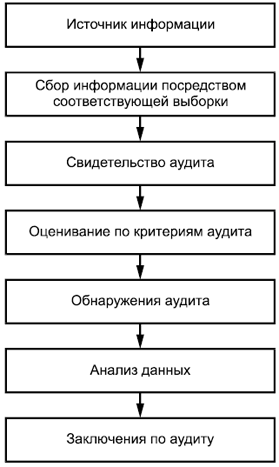 Источник информации
Сбор информации посредством
соответствующей выборки
Свидетельство аудита
Оценивание по критериям аудита
Обнаружения аудита
Анализ данных
Заключения по аудиту